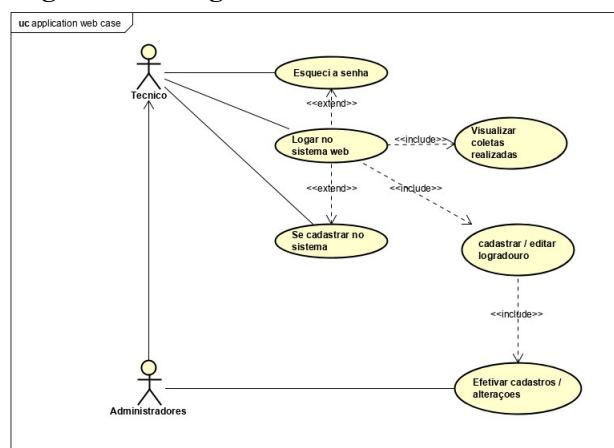 uc application web case
Esqueci a senha
Tecnico
<<extend>>
Logar no
sistema web
<<include>>
Visualizar
coletas
realizadas
<<extend>>
<<include>>
Se cadastrar no
sistema
cadastrar / editar
logradouro
<<include>>
Efetivar cadastros /
alteraçoes
Administradores